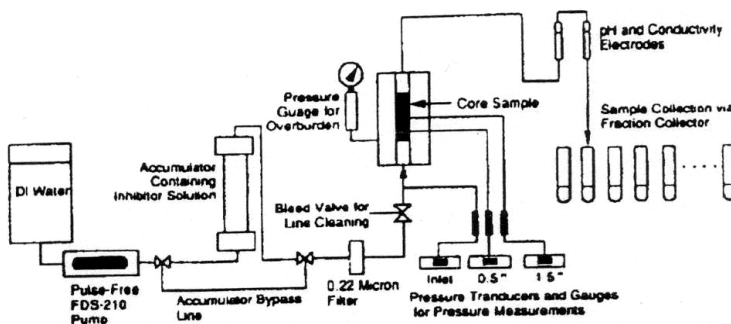 pH and Conductivity
Electrodes
Pressure
Guage for
Overburden
Core Sample
Sample Collection via
Fraction Collector
Accumulator
Containing
Inhibitor Solution
DI Water
Bleed Valve for
Line Cleaning
Pulse-Free
FDS-210
Pump
Accumulator Bypass
Line
0.22 Micron
Filter
Inlet
0.5"
1.5"
Pressure Tranducers and Gauges
for Pressure Measurements